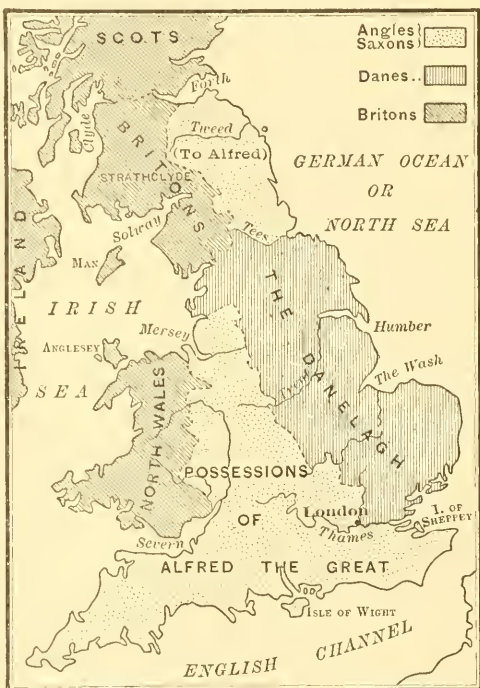 SCOTS
Angles
Saxons
Danes..
Britons
Forth
Clyde
Tweed
(To Alfred)
BRITONS
STRATHCLYDE
GERMAN OCEAN
OR
NORTH SEA
Solway
Tees
MAN
IRELAND
IRISH
SEA
Mersey
ANGLESEY
THE DANELAGH
Humber
The Wash
Trent
NORTH WALES
POSSESSIONS
OF
ALFRED THE GREAT
London
Thames
I. OF
SHEPPEY
Severn
ISLE OF WIGHT
ENGLISH CHANNEL